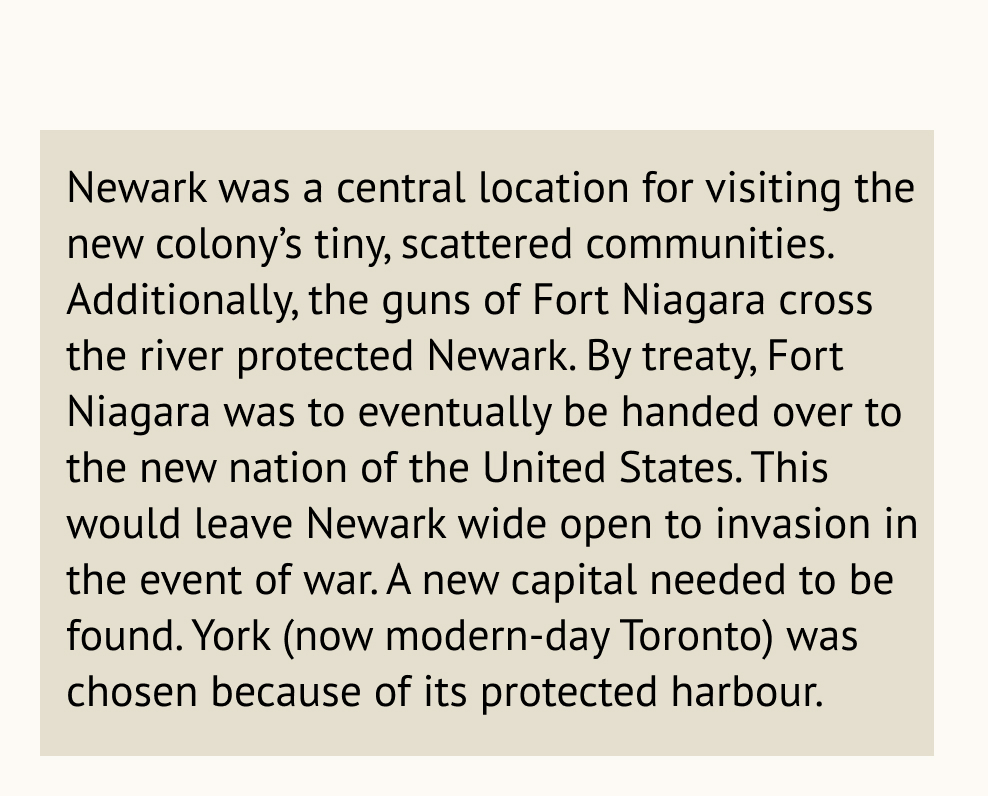 Newark was a central location for visiting the
new colony’s tiny, scattered communities.
Additionally, the guns of Fort Niagara cross
the river protected Newark. By treaty, Fort
Niagara was to eventually be handed over to
the new nation of the United States. This
would leave Newark wide open to invasion in
the event of war. A new capital needed to be
found. York (now modern-day Toronto) was
chosen because of its protected harbour.